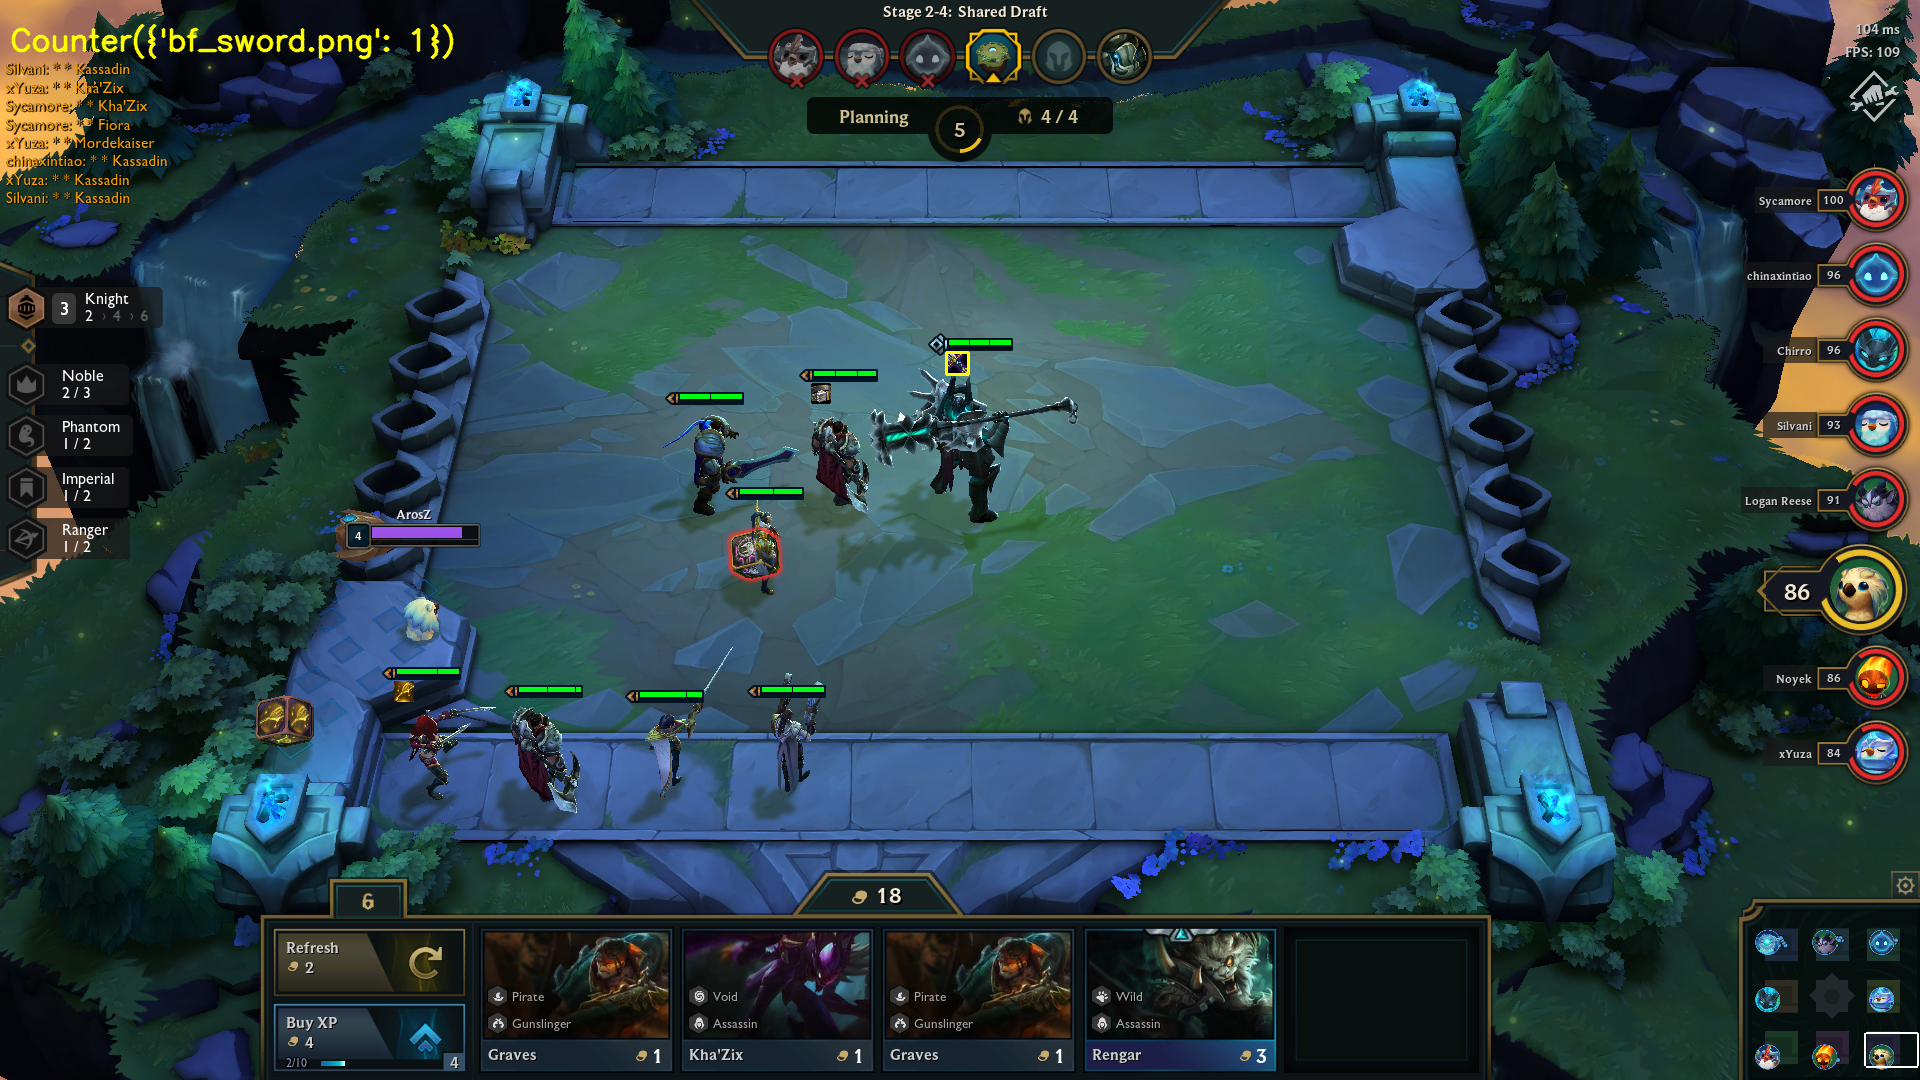 Stage 2-4: Shared Draft
Counter({'bf_sword.png': 1})
104 ms
FPS: 109
Silvani: * * Kassadin
xYuza: * * Kha'Zix
Sycamore: * * Kha'Zix
Sycamore: * * Fiora
xYuza: * * Mordekaiser
chinaxintiao: * * Kassadin
xYuza: * * Kassadin
Silvani: * * Kassadin
Planning
5
4 / 4
Sycamore 100
chinaxintiao 96
Chirro 96
Silvani 93
Logan Reese 91
86
Noyek 86
xYuza 84
3
Knight
2 › 4 › 6
Noble
2 / 3
Phantom
1 / 2
Imperial
1 / 2
Ranger
1 / 2
ArosZ
4
6
18
Refresh
2
Buy XP
4
2/10
4
Pirate
Gunslinger
Graves 1
Void
Assassin
Kha'Zix 1
Pirate
Gunslinger
Graves 1
Wild
Assassin
Rengar 3